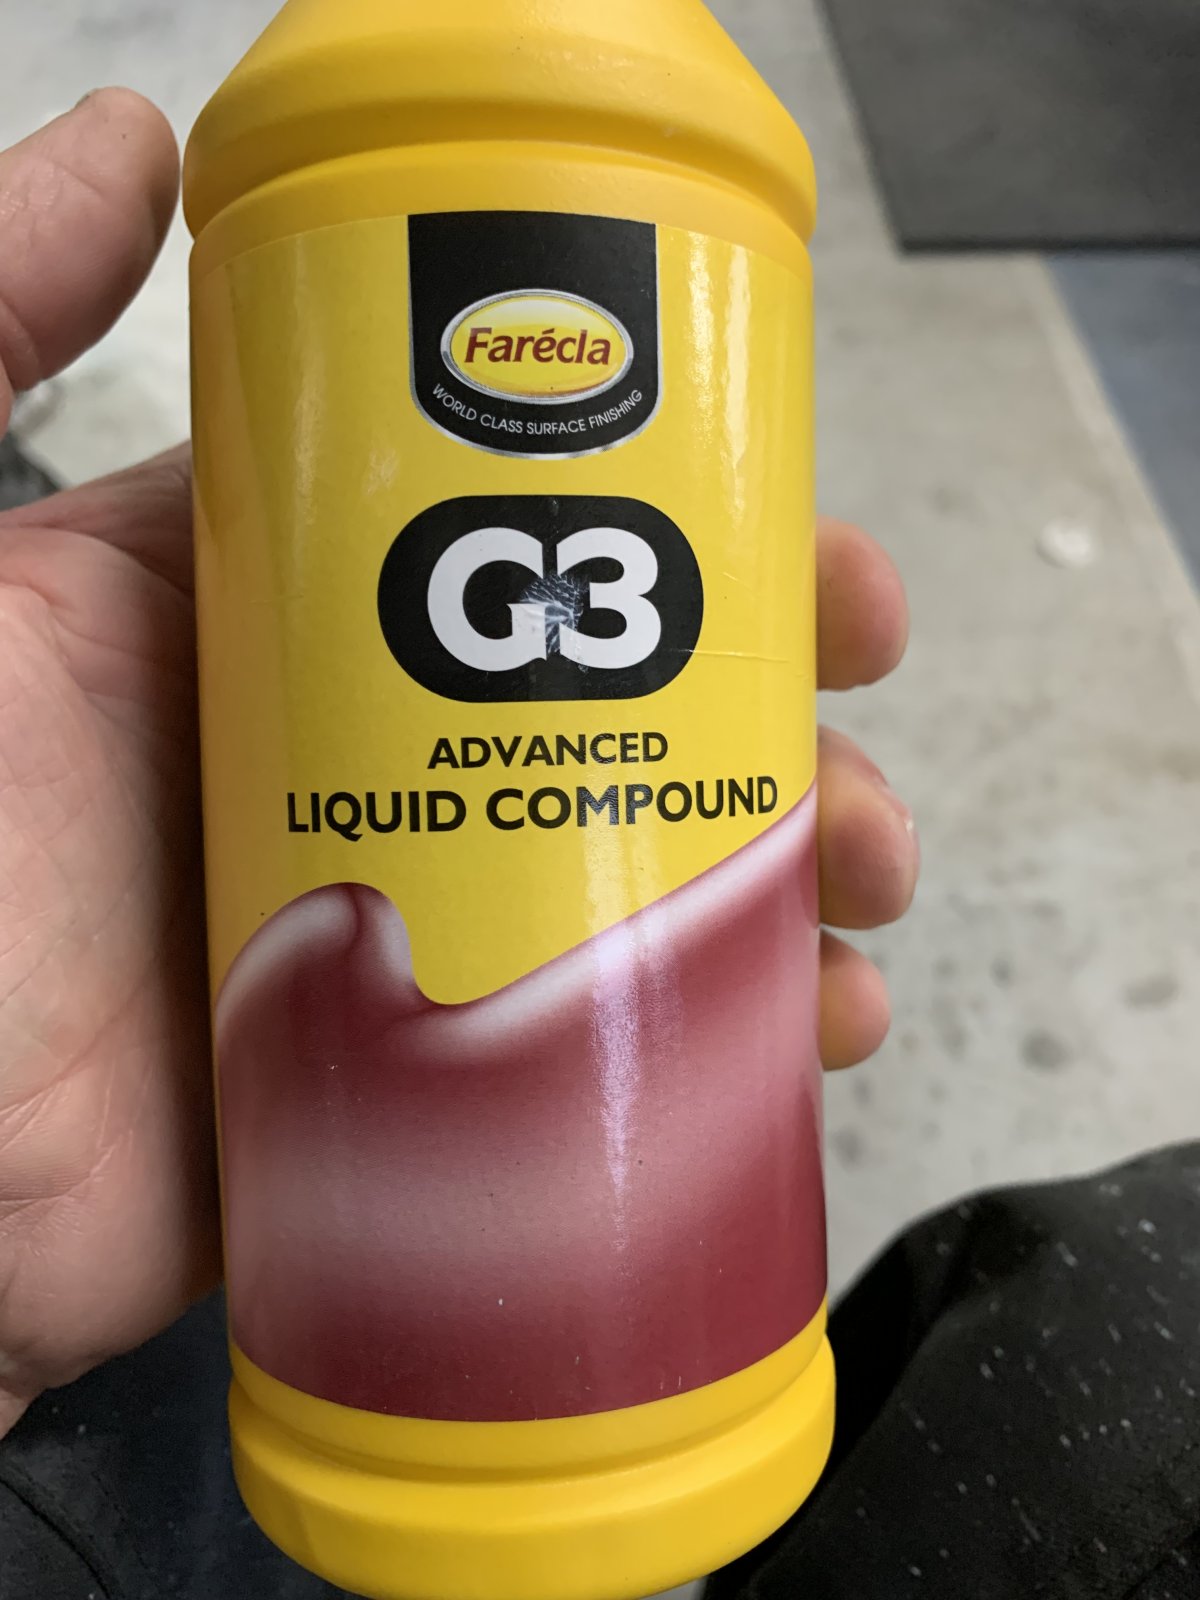 Farécla
WORLD CLASS SURFACE FINISHING
G3
ADVANCED
LIQUID COMPOUND